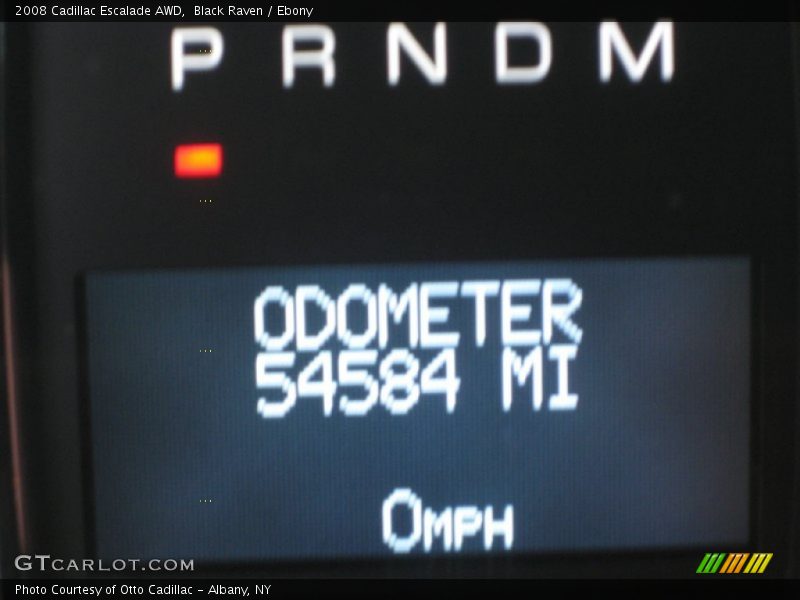 2008 Cadillac Escalade AWD,  Black Raven / Ebony
P R N D M
ODOMETER
54584 MI
0MPH
GTCARLOT.COM
Photo Courtesy of Otto Cadillac - Albany, NY